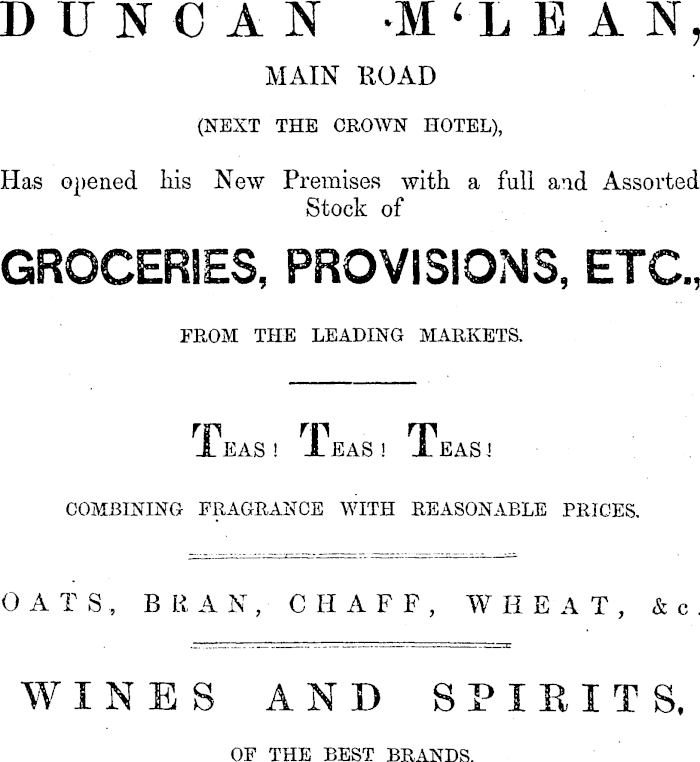 DUNCAN M‘LEAN,
MAIN ROAD
(NEXT THE CROWN HOTEL),
Has opened his New Premises with a full and Assorted
Stock of
GROCERIES, PROVISIONS, ETC.,
FROM THE LEADING MARKETS.
TEAS! TEAS! TEAS!
COMBINING FRAGRANCE WITH REASONABLE PRICES.
OATS, BRAN, CHAFF, WHEAT, &c.
WINES AND SPIRITS,
OF THE BEST BRANDS.